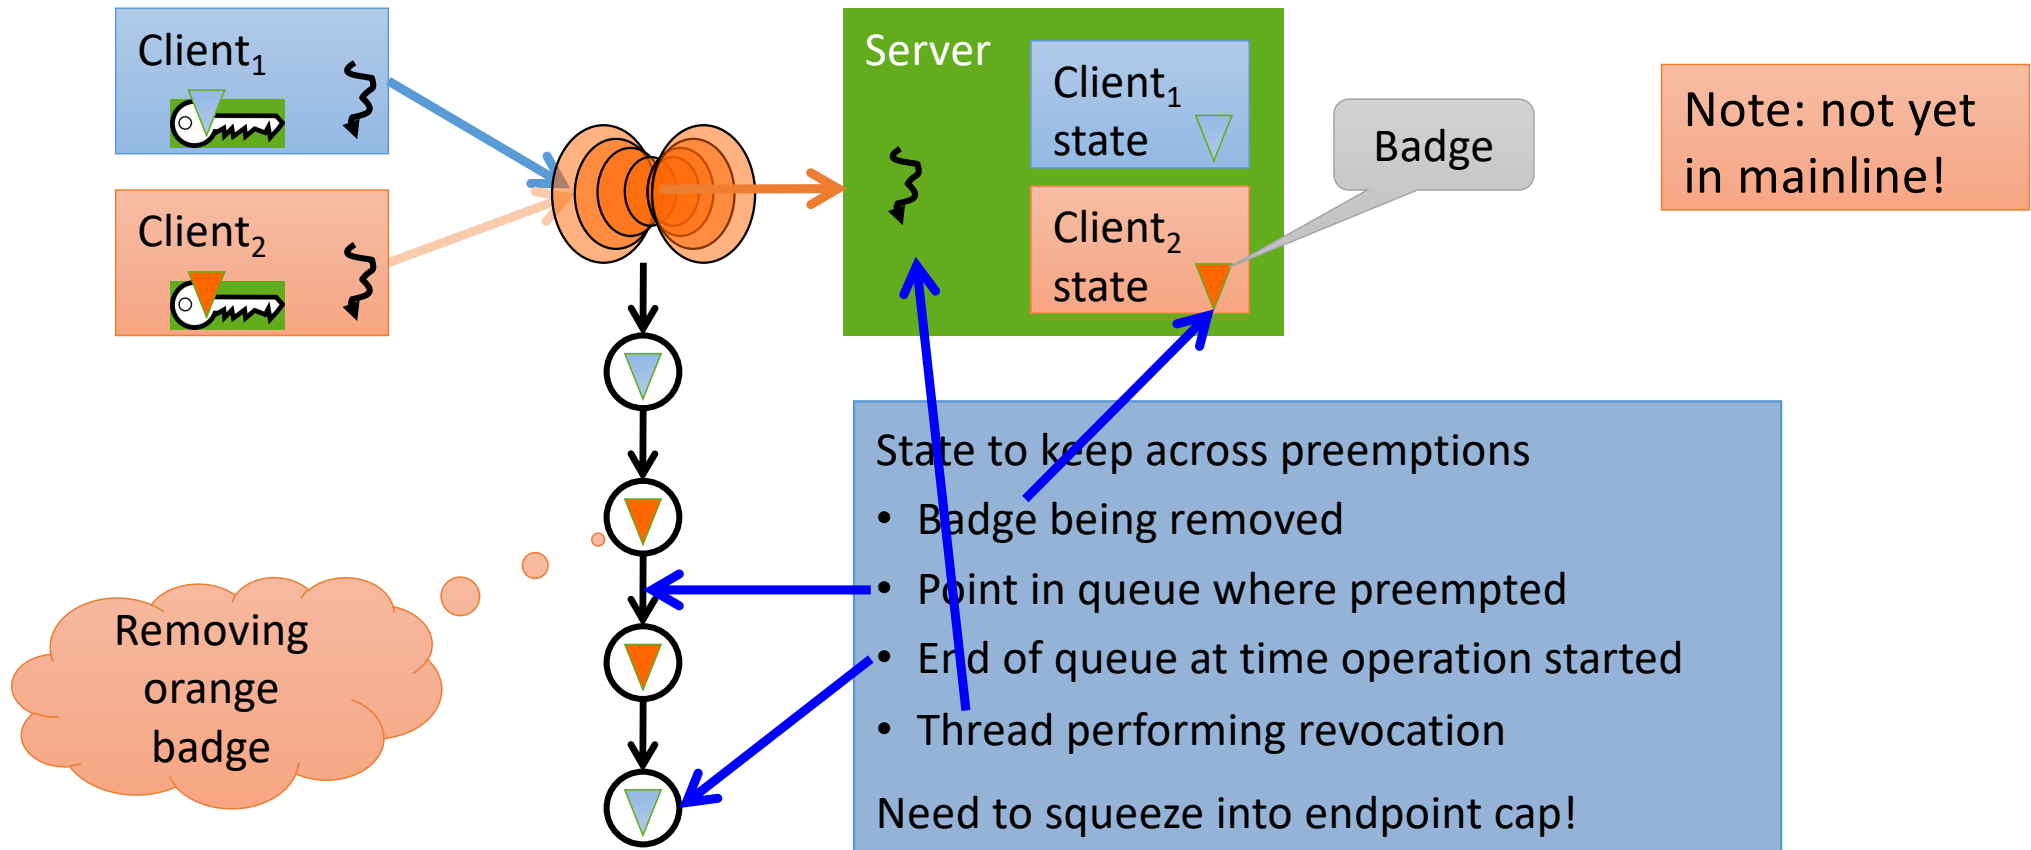 Client₁
Client₂
Server
Client₁
state
Client₂
state
Badge
Note: not yet
in mainline!
Removing
orange
badge
State to keep across preemptions
• Badge being removed
• Point in queue where preempted
• End of queue at time operation started
• Thread performing revocation
Need to squeeze into endpoint cap!